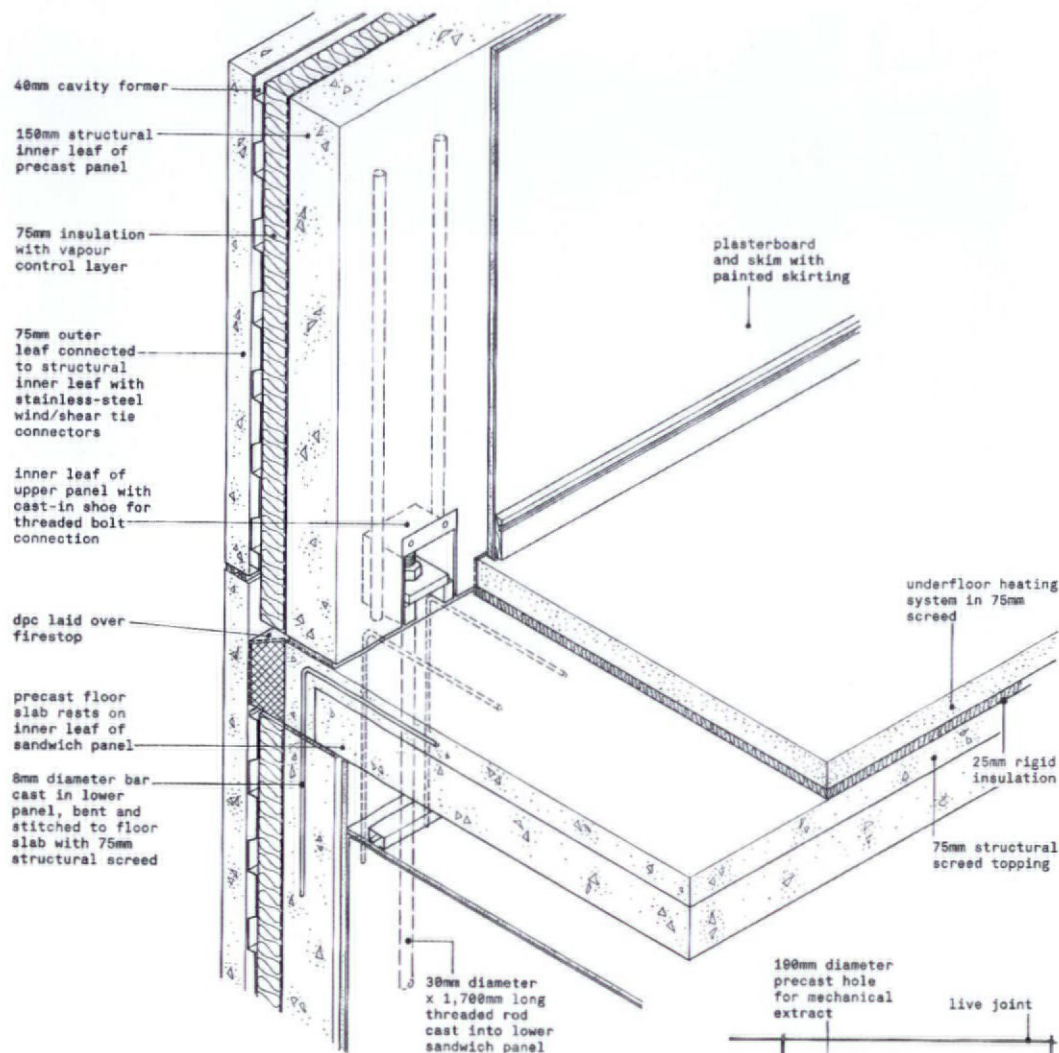 40mm cavity former
150mm structural
inner leaf of
precast panel
75mm insulation
with vapour
control layer
75mm outer
leaf connected
to structural
inner leaf with
stainless-steel
wind/shear tie
connectors
inner leaf of
upper panel with
cast-in shoe for
threaded bolt
connection
dpc laid over
firestop
precast floor
slab rests on
inner leaf of
sandwich panel
8mm diameter bar
cast in lower
panel, bent and
stitched to floor
slab with 75mm
structural screed
plasterboard
and skim with
painted skirting
underfloor heating
system in 75mm
screed
25mm rigid
insulation
75mm structural
screed topping
30mm diameter
x 1,700mm long
threaded rod
cast into lower
sandwich panel
190mm diameter
precast hole
for mechanical
extract
live joint